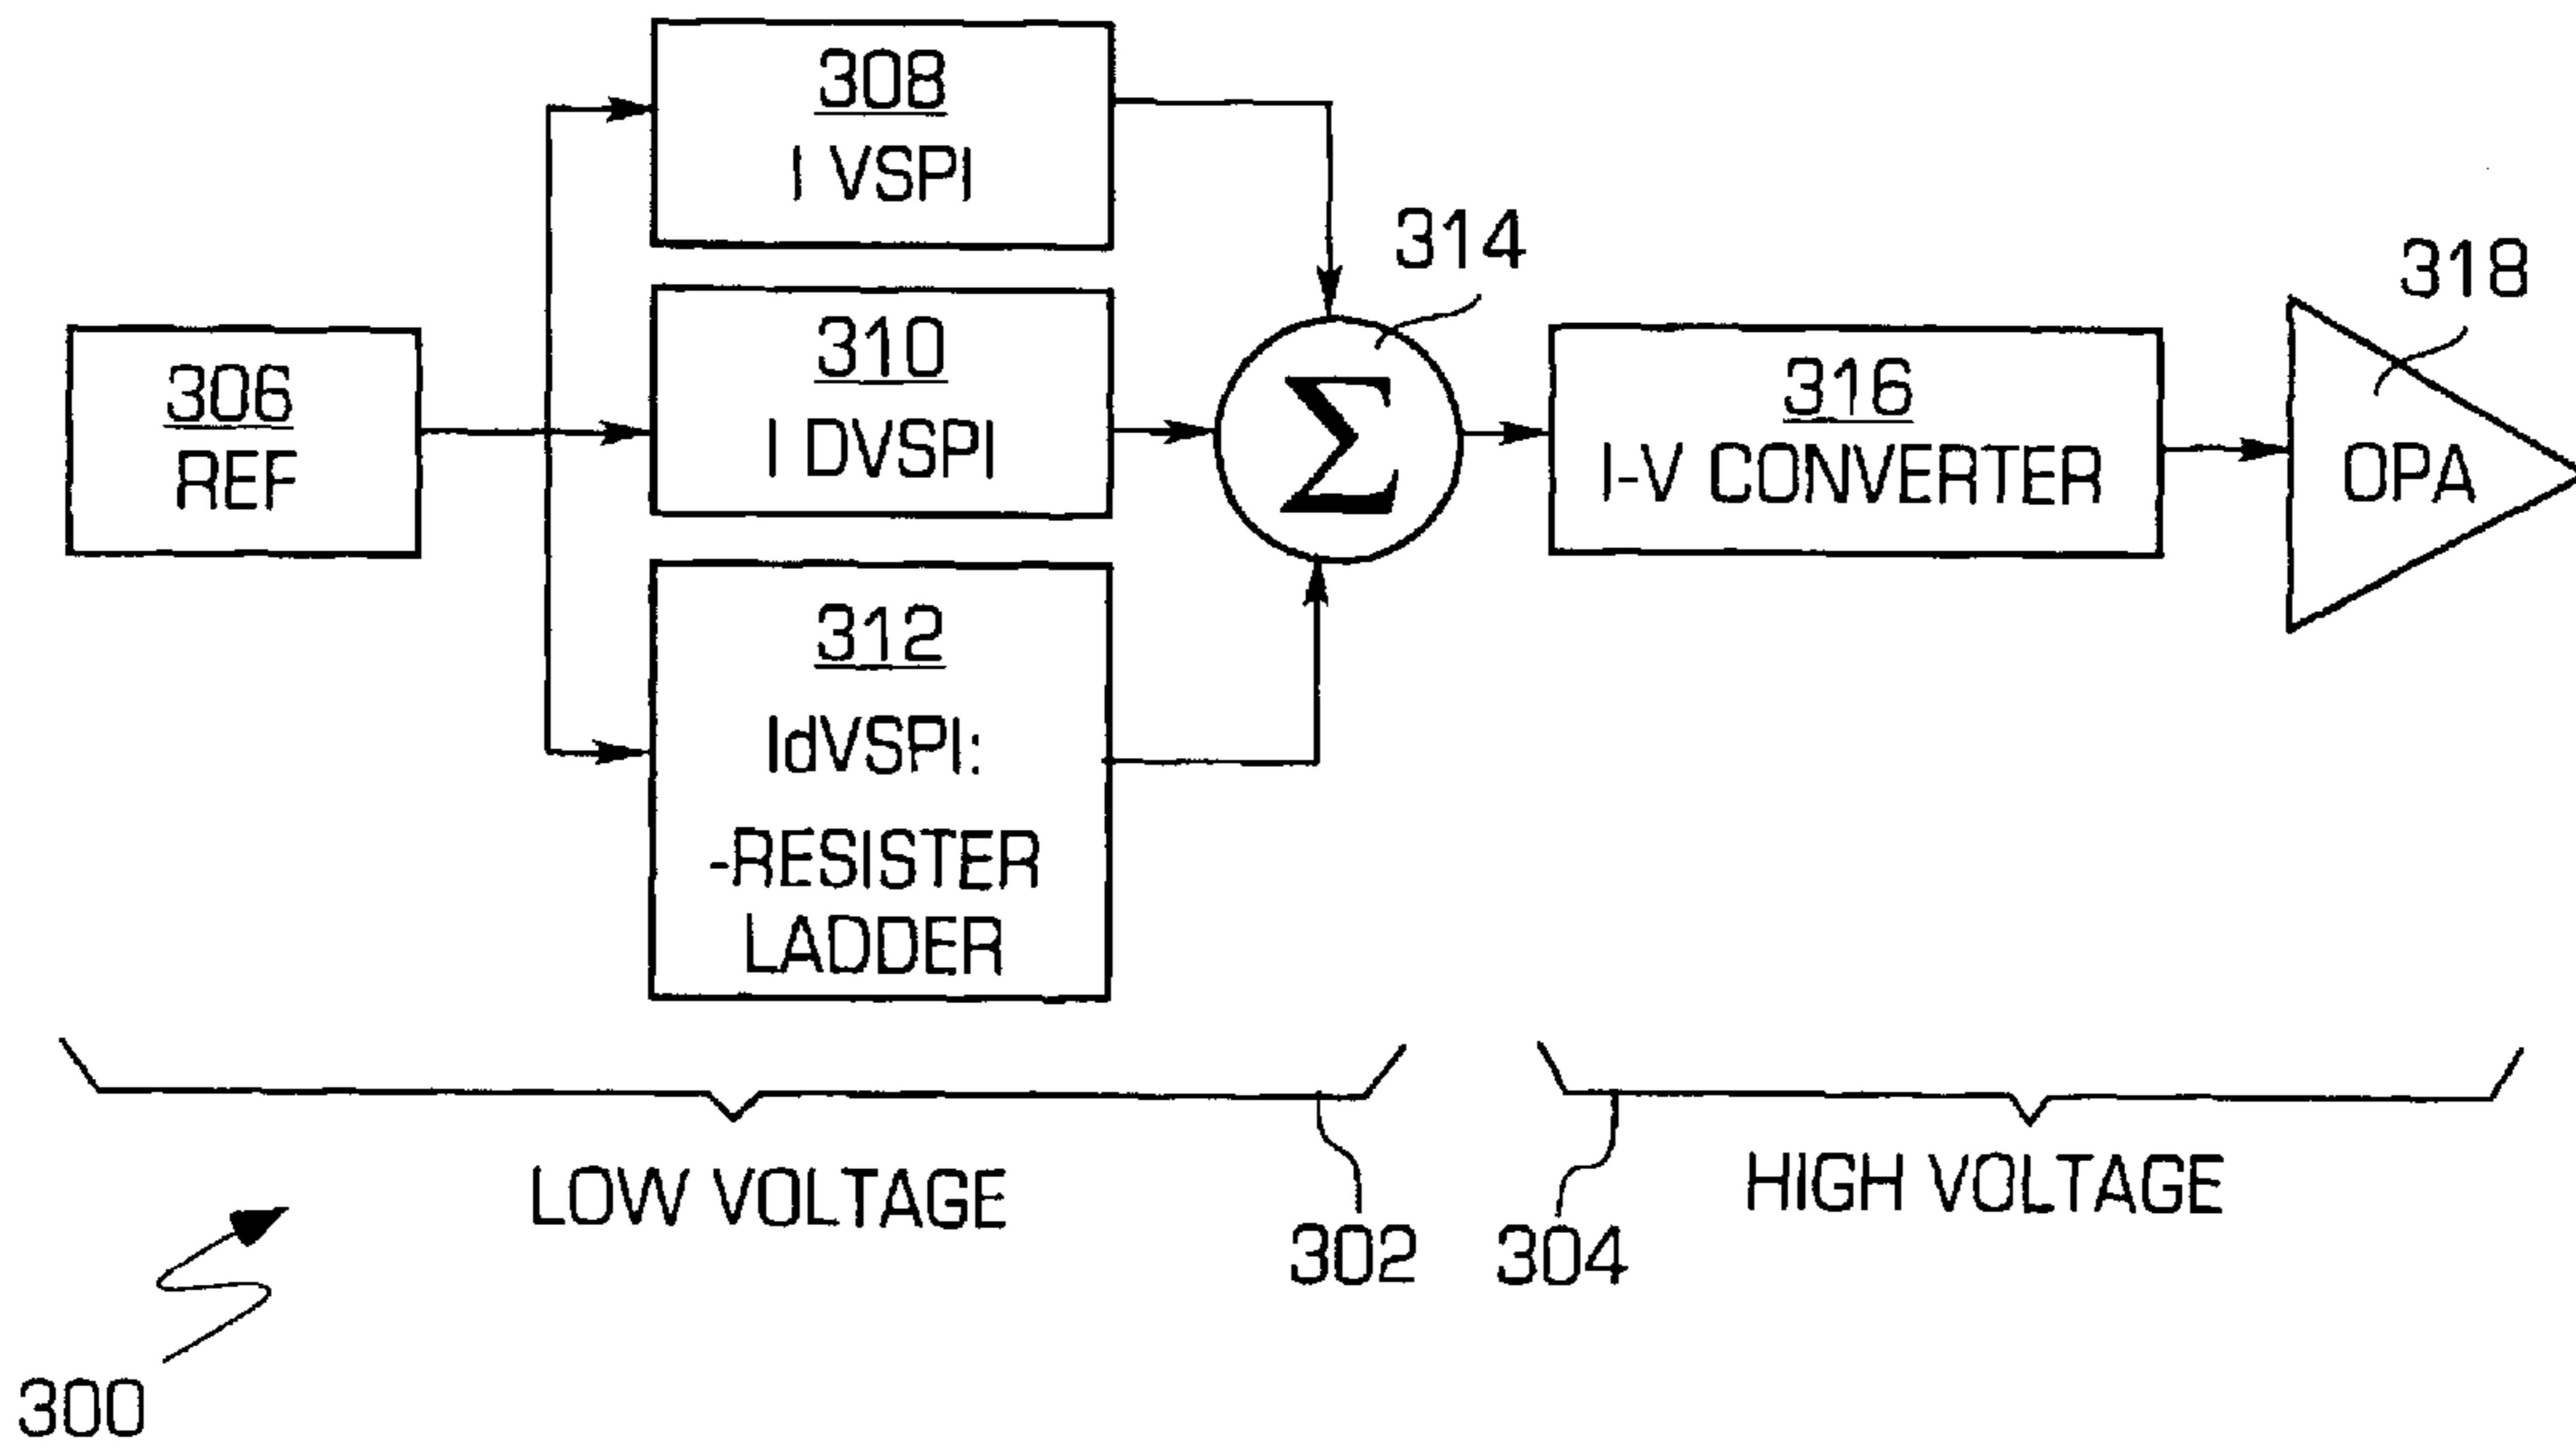 308
I VSPI
314
318
310
I DVSPI
306
REF
Σ
316
I-V CONVERTER
OPA
312
IdVSPI:
-RESISTER
LADDER
LOW VOLTAGE
HIGH VOLTAGE
302
304
300